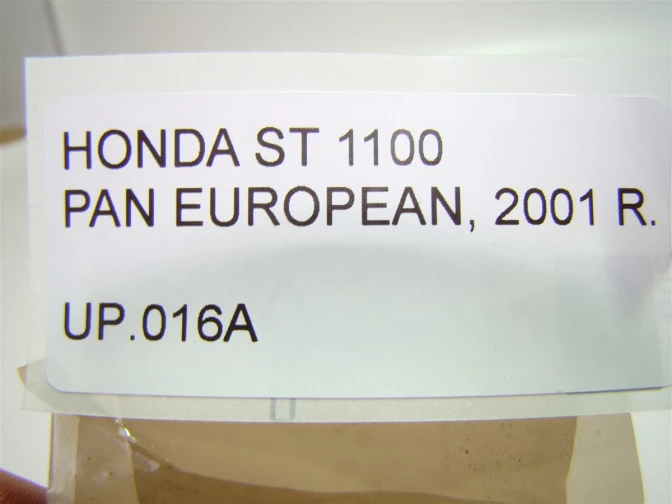 HONDA ST 1100
PAN EUROPEAN, 2001 R.
UP.016A